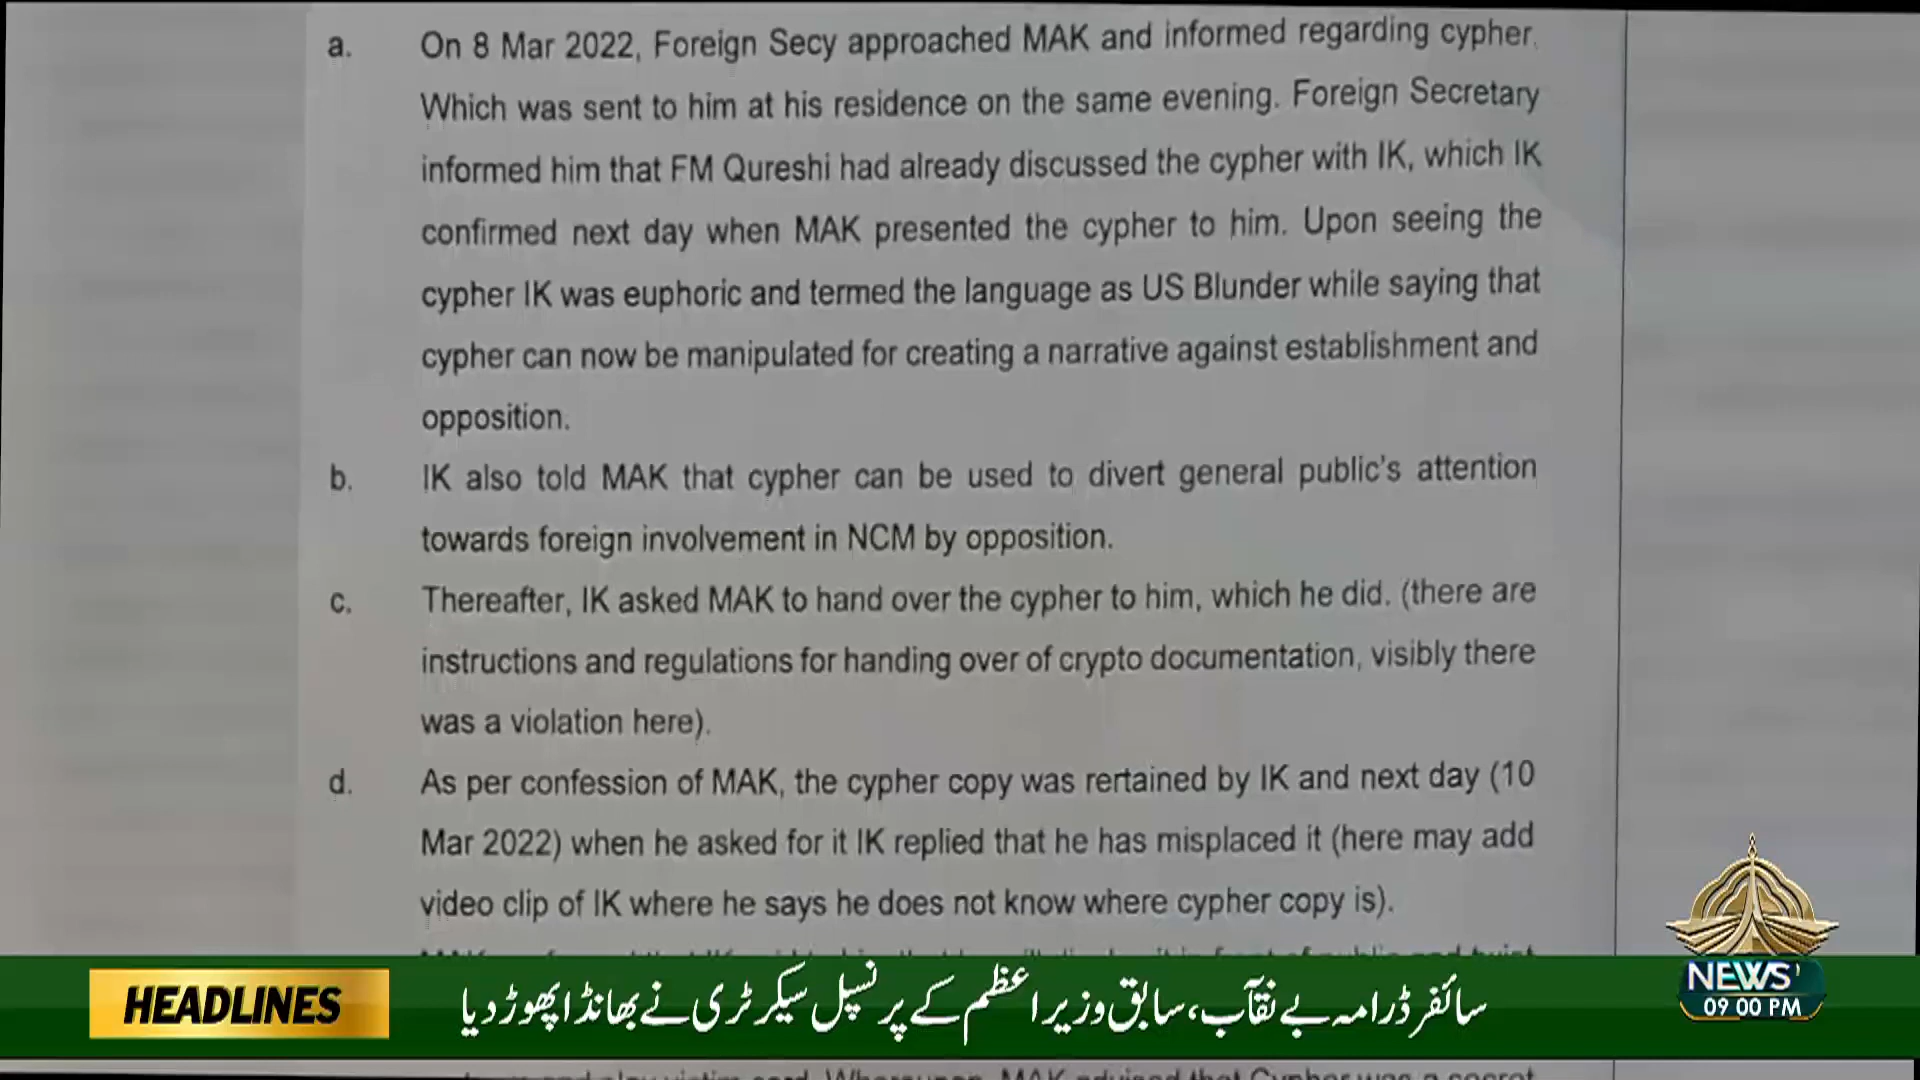 a. On 8 Mar 2022, Foreign Secy approached MAK and informed regarding cypher.
Which was sent to him at his residence on the same evening. Foreign Secretary
informed him that FM Qureshi had already discussed the cypher with IK, which IK
confirmed next day when MAK presented the cypher to him. Upon seeing the
cypher IK was euphoric and termed the language as US Blunder while saying that
cypher can now be manipulated for creating a narrative against establishment and
opposition.
b. IK also told MAK that cypher can be used to divert general public's attention
towards foreign involvement in NCM by opposition.
c. Thereafter, IK asked MAK to hand over the cypher to him, which he did. (there are
instructions and regulations for handing over of crypto documentation, visibly there
was a violation here).
d. As per confession of MAK, the cypher copy was rertained by IK and next day (10
Mar 2022) when he asked for it IK replied that he has misplaced it (here may add
video clip of IK where he says he does not know where cypher copy is).
HEADLINES
سائفر ڈرامہ بے نقاب، سابق وزیراعظم کے پرنسپل سیکرٹری نے بھانڈا پھوڑ دیا
NEWS
09 00 PM
MAK advised that Cypher was a secret